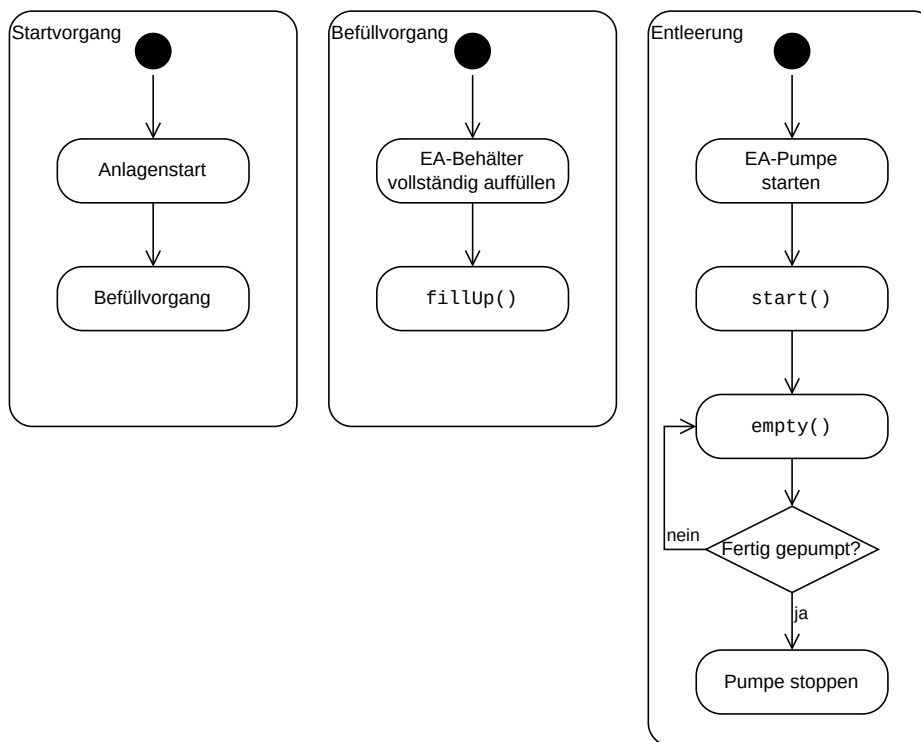 Startvorgang
Anlagenstart
Befüllvorgang
Befüllvorgang
EA-Behälter
vollständig auffüllen
fillUp()
Entleerung
EA-Pumpe
starten
start()
empty()
nein
Fertig gepumpt?
ja
Pumpe stoppen